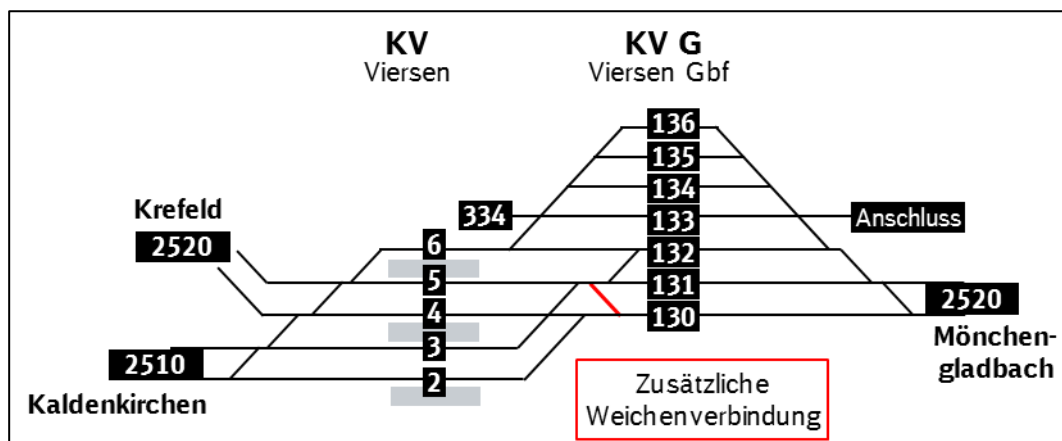 KV
Viersen
KV G
Viersen Gbf
136
135
134
334
133
Anschluss
Krefeld
2520
6
132
5
131
2520
4
130
Mönchen-
gladbach
3
2510
2
Kaldenkirchen
Zusätzliche
Weichenverbindung